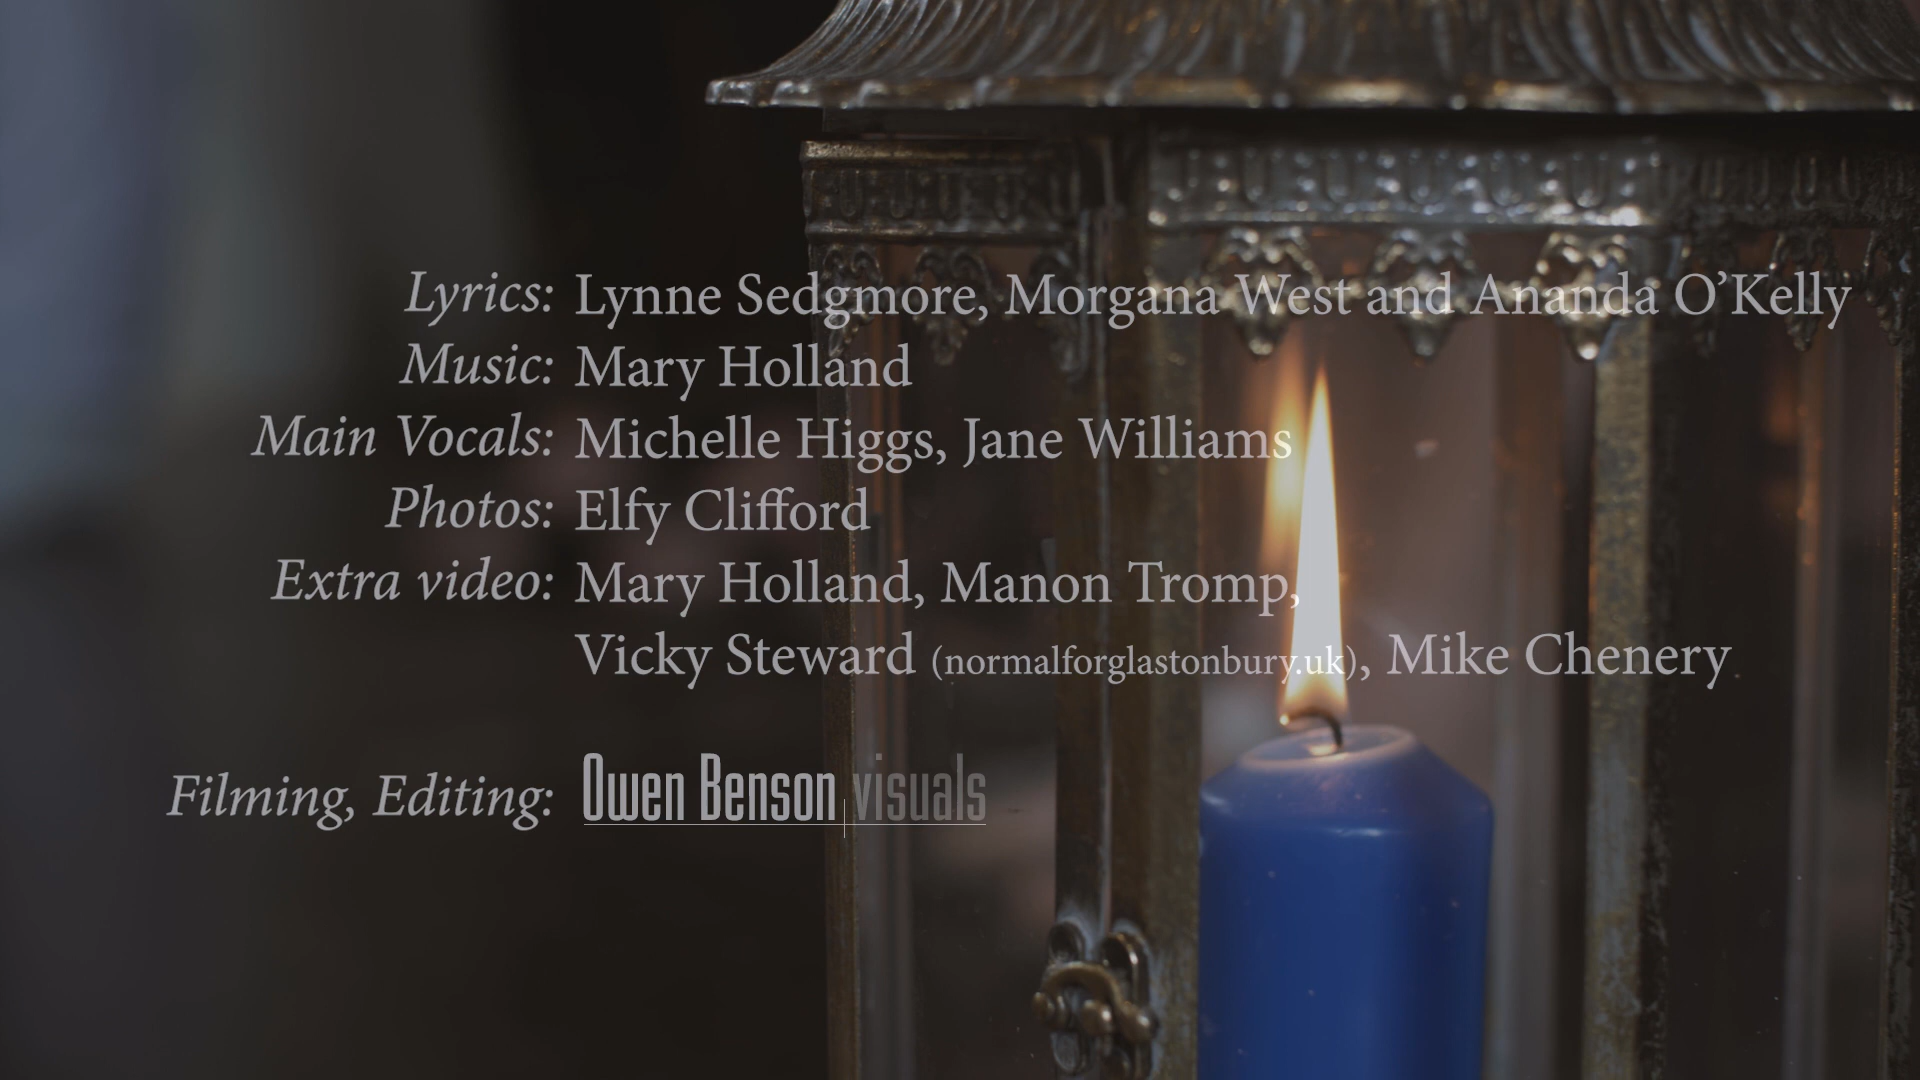 Lyrics: Lynne Sedgmore, Morgana West and Ananda O’Kelly
Music: Mary Holland
Main Vocals: Michelle Higgs, Jane Williams
Photos: Elfy Clifford
Extra video: Mary Holland, Manon Tromp,
Vicky Steward (normalforglastonbury.uk), Mike Chenery
Filming, Editing: Owen Benson visuals